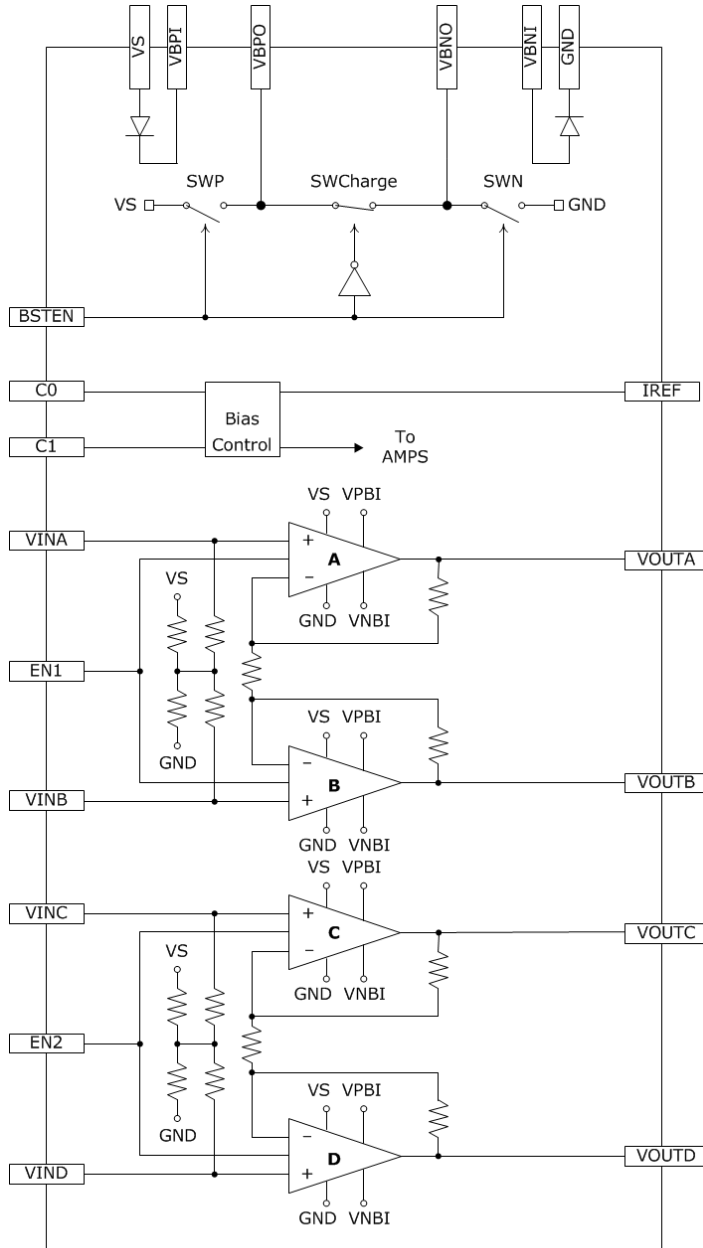 VS
VBPI
VBPO
VBNO
VBNI
GND
SWP
SWCharge
SWN
VS
GND
BSTEN
C0
Bias
Control
IREF
C1
To
AMPS
VS VPBI
VINA
+
A
−
VOUTA
VS
GND VNBI
EN1
VS VPBI
GND
−
B
+
VOUTB
VINB
GND VNBI
VS VPBI
VINC
+
C
−
VOUTC
VS
GND VNBI
EN2
VS VPBI
GND
−
D
+
VOUTD
VIND
GND VNBI